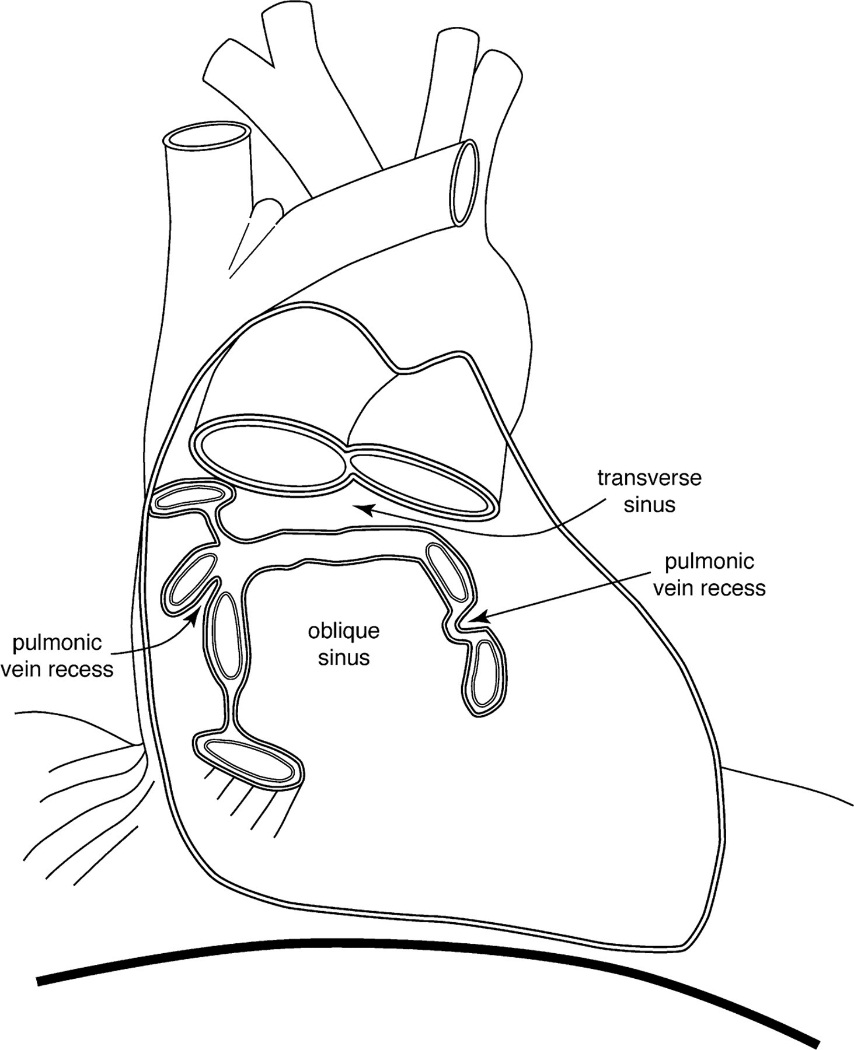 transverse
sinus
pulmonic
vein recess
oblique
sinus
pulmonic
vein recess